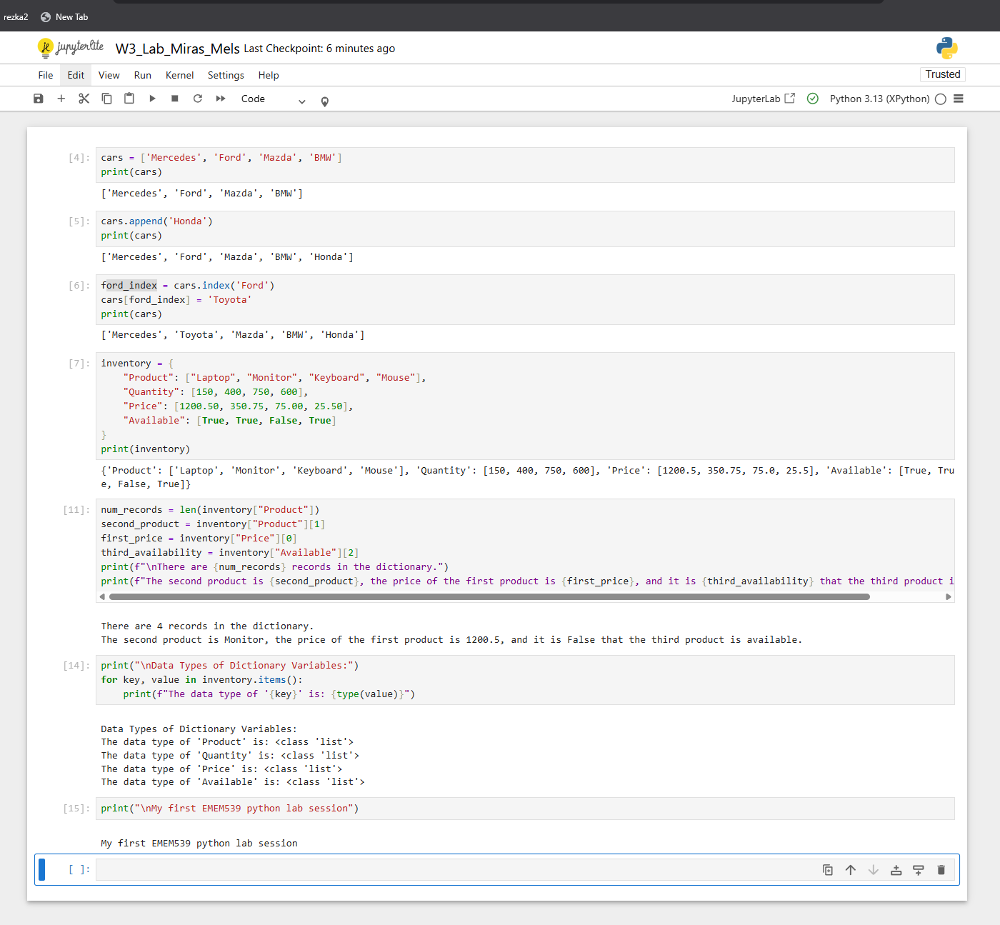 rezka2 New Tab
jupyterlite W3_Lab_Miras_Mels Last Checkpoint: 6 minutes ago
File Edit View Run Kernel Settings Help Trusted
Code JupyterLab Python 3.13 (XPython)
[4]: cars = ['Mercedes', 'Ford', 'Mazda', 'BMW']
print(cars)
['Mercedes', 'Ford', 'Mazda', 'BMW']
[5]: cars.append('Honda')
print(cars)
['Mercedes', 'Ford', 'Mazda', 'BMW', 'Honda']
[6]: ford_index = cars.index('Ford')
cars[ford_index] = 'Toyota'
print(cars)
['Mercedes', 'Toyota', 'Mazda', 'BMW', 'Honda']
[7]: inventory = {
    "Product": ["Laptop", "Monitor", "Keyboard", "Mouse"],
    "Quantity": [150, 400, 750, 600],
    "Price": [1200.50, 350.75, 75.00, 25.50],
    "Available": [True, True, False, True]
}
print(inventory)
{'Product': ['Laptop', 'Monitor', 'Keyboard', 'Mouse'], 'Quantity': [150, 400, 750, 600], 'Price': [1200.5, 350.75, 75.0, 25.5], 'Available': [True, Tru
e, False, True]}
[11]: num_records = len(inventory["Product"])
second_product = inventory["Product"][1]
first_price = inventory["Price"][0]
third_availability = inventory["Available"][2]
print(f"\nThere are {num_records} records in the dictionary.")
print(f"The second product is {second_product}, the price of the first product is {first_price}, and it is {third_availability} that the third product i
There are 4 records in the dictionary.
The second product is Monitor, the price of the first product is 1200.5, and it is False that the third product is available.
[14]: print("\nData Types of Dictionary Variables:")
for key, value in inventory.items():
    print(f"The data type of '{key}' is: {type(value)}")
Data Types of Dictionary Variables:
The data type of 'Product' is: <class 'list'>
The data type of 'Quantity' is: <class 'list'>
The data type of 'Price' is: <class 'list'>
The data type of 'Available' is: <class 'list'>
[15]: print("\nMy first EMEM539 python lab session")
My first EMEM539 python lab session
[ ]: